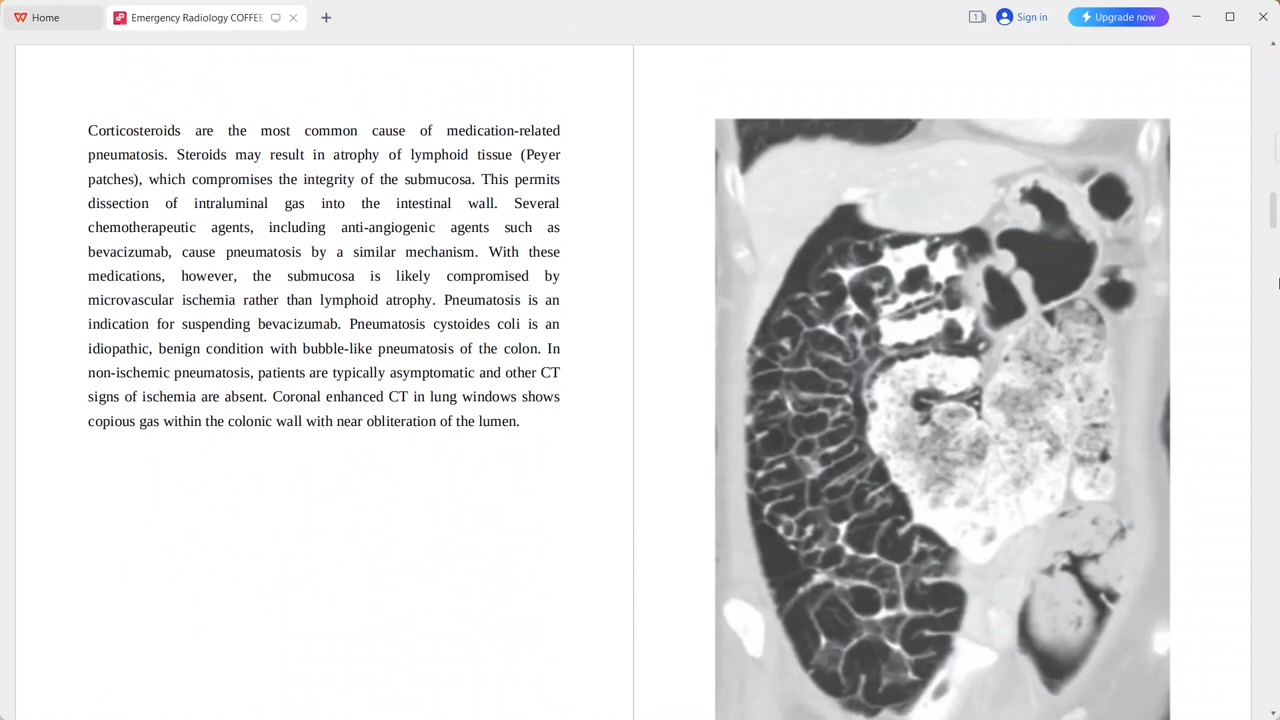 Home
Emergency Radiology COFFEE
1
Sign in
Upgrade now
Corticosteroids are the most common cause of medication-related
pneumatosis. Steroids may result in atrophy of lymphoid tissue (Peyer
patches), which compromises the integrity of the submucosa. This permits
dissection of intraluminal gas into the intestinal wall. Several
chemotherapeutic agents, including anti-angiogenic agents such as
bevacizumab, cause pneumatosis by a similar mechanism. With these
medications, however, the submucosa is likely compromised by
microvascular ischemia rather than lymphoid atrophy. Pneumatosis is an
indication for suspending bevacizumab. Pneumatosis cystoides coli is an
idiopathic, benign condition with bubble-like pneumatosis of the colon. In
non-ischemic pneumatosis, patients are typically asymptomatic and other CT
signs of ischemia are absent. Coronal enhanced CT in lung windows shows
copious gas within the colonic wall with near obliteration of the lumen.